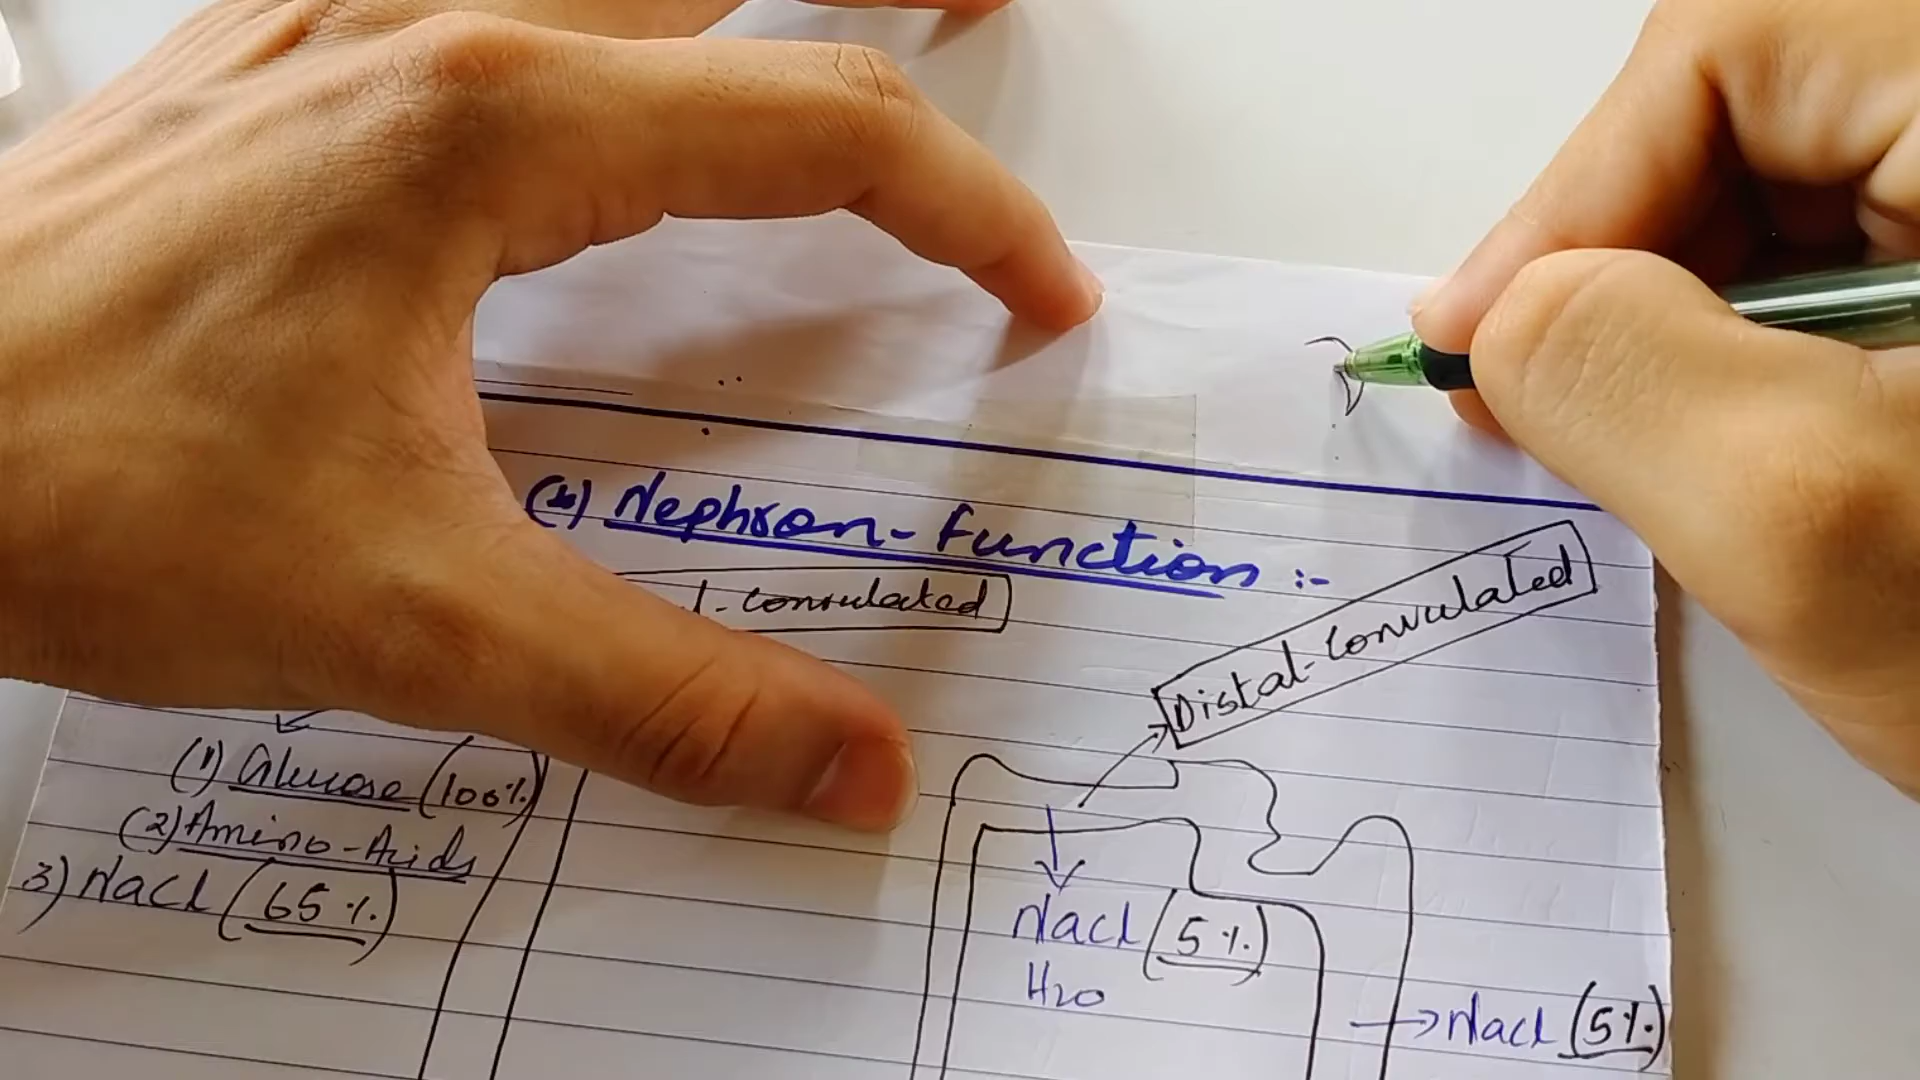 Nephron-Function :-
l-convulated
Distal-Convulated
(1) Glucose (100%)
(2) Amino-Acids
3) NaCl (65%)
NaCl (5%)
H2O
→NaCl (5%)